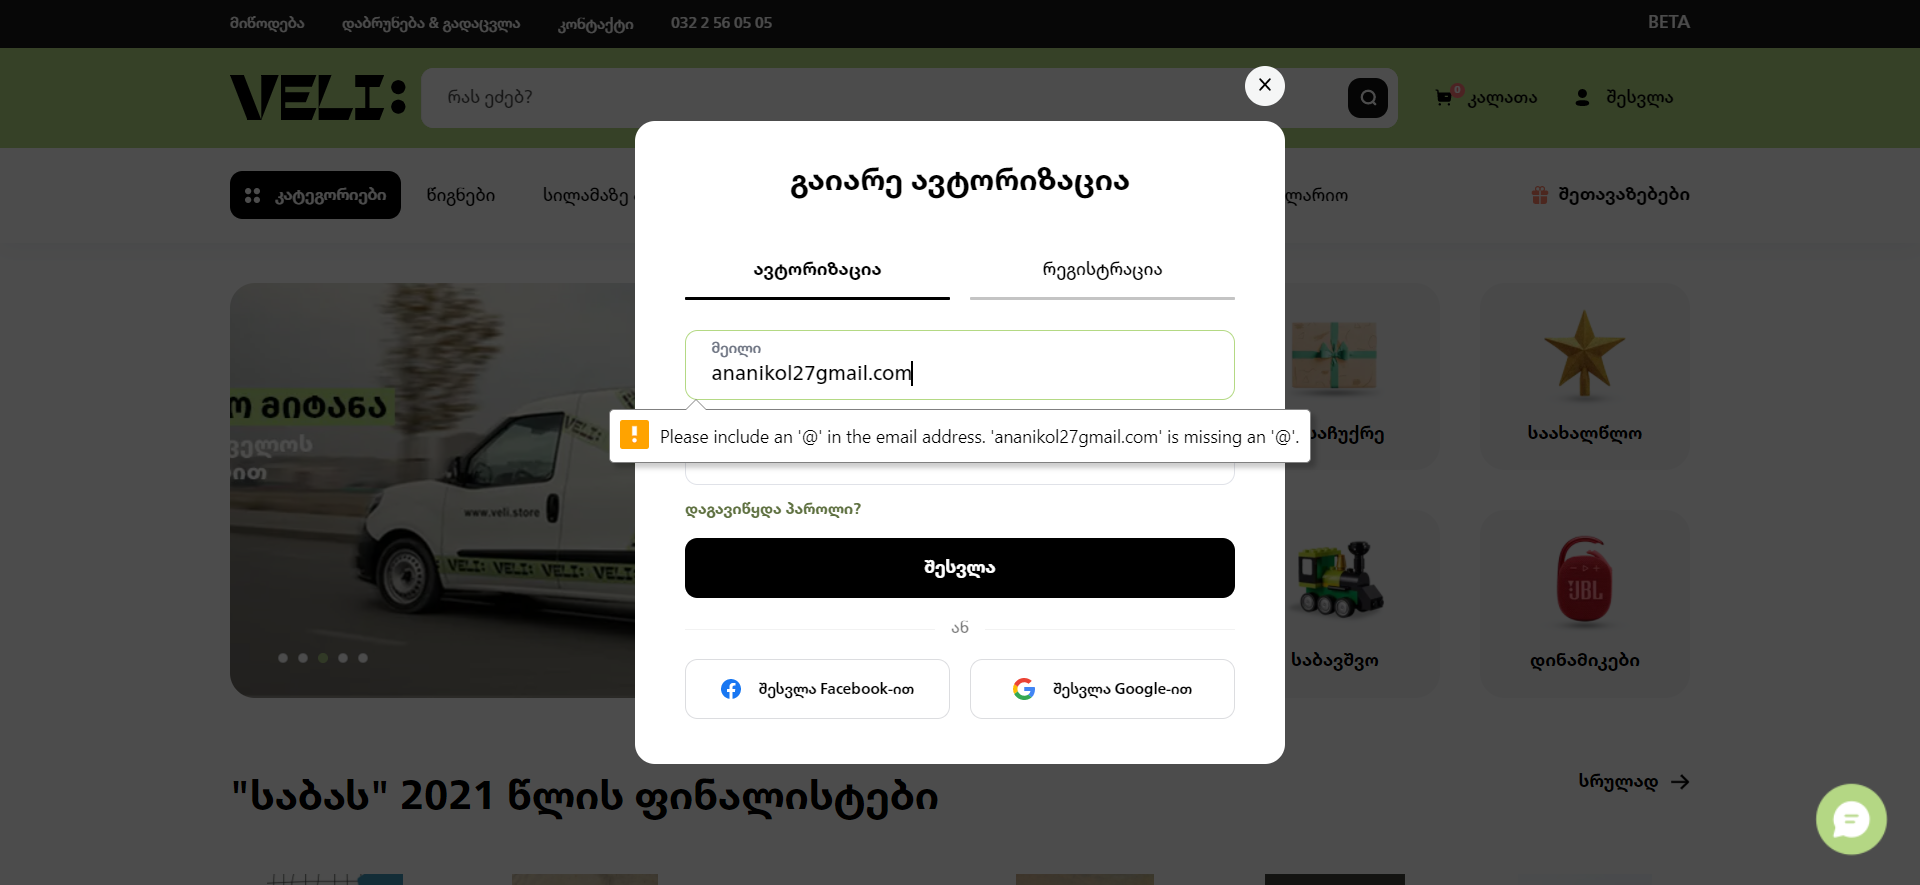 მიწოდება
დაბრუნება & გადაცვლა
კონტაქტი
032 2 56 05 05
BETA
VELI:
რას ეძებ?
0
კალათა
შესვლა
კატეგორიები
წიგნები
სილამაზე
ლარიო
შეთავაზებები
გაიარე ავტორიზაცია
ავტორიზაცია
რეგისტრაცია
მეილი
ananikol27gmail.com
Please include an '@' in the email address. 'ananikol27gmail.com' is missing an '@'.
დაგავიწყდა პაროლი?
შესვლა
ან
შესვლა Facebook-ით
შესვლა Google-ით
ო მიტანა
ველოს
ით
www.veli.store
VELI: VELI: VELI: VELI:
საჩუქრე
საახალწლო
JBL
საბავშვო
დინამიკები
"საბას" 2021 წლის ფინალისტები
სრულად